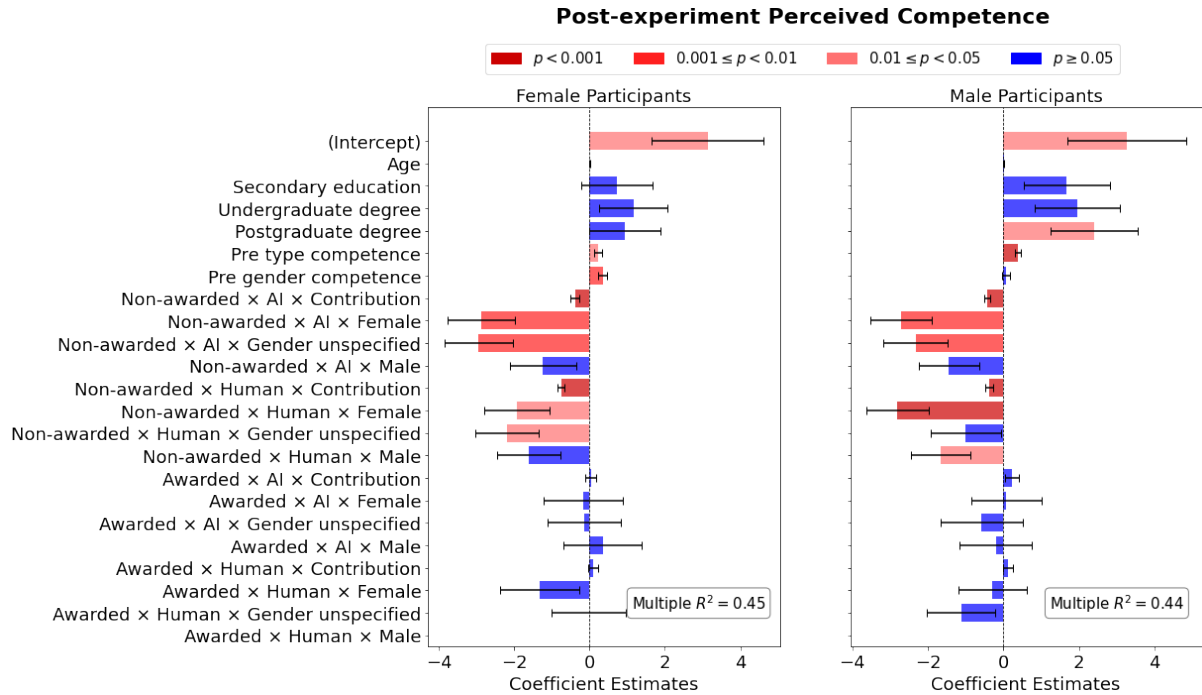 Post-experiment Perceived Competence
p < 0.001
0.001 ≤ p < 0.01
0.01 ≤ p < 0.05
p ≥ 0.05
Female Participants
Male Participants
(Intercept)
Age
Secondary education
Undergraduate degree
Postgraduate degree
Pre type competence
Pre gender competence
Non-awarded × AI × Contribution
Non-awarded × AI × Female
Non-awarded × AI × Gender unspecified
Non-awarded × AI × Male
Non-awarded × Human × Contribution
Non-awarded × Human × Female
Non-awarded × Human × Gender unspecified
Non-awarded × Human × Male
Awarded × AI × Contribution
Awarded × AI × Female
Awarded × AI × Gender unspecified
Awarded × AI × Male
Awarded × Human × Contribution
Awarded × Human × Female
Awarded × Human × Gender unspecified
Awarded × Human × Male
Multiple R² = 0.45
Multiple R² = 0.44
−4 −2 0 2 4
−4 −2 0 2 4
Coefficient Estimates
Coefficient Estimates